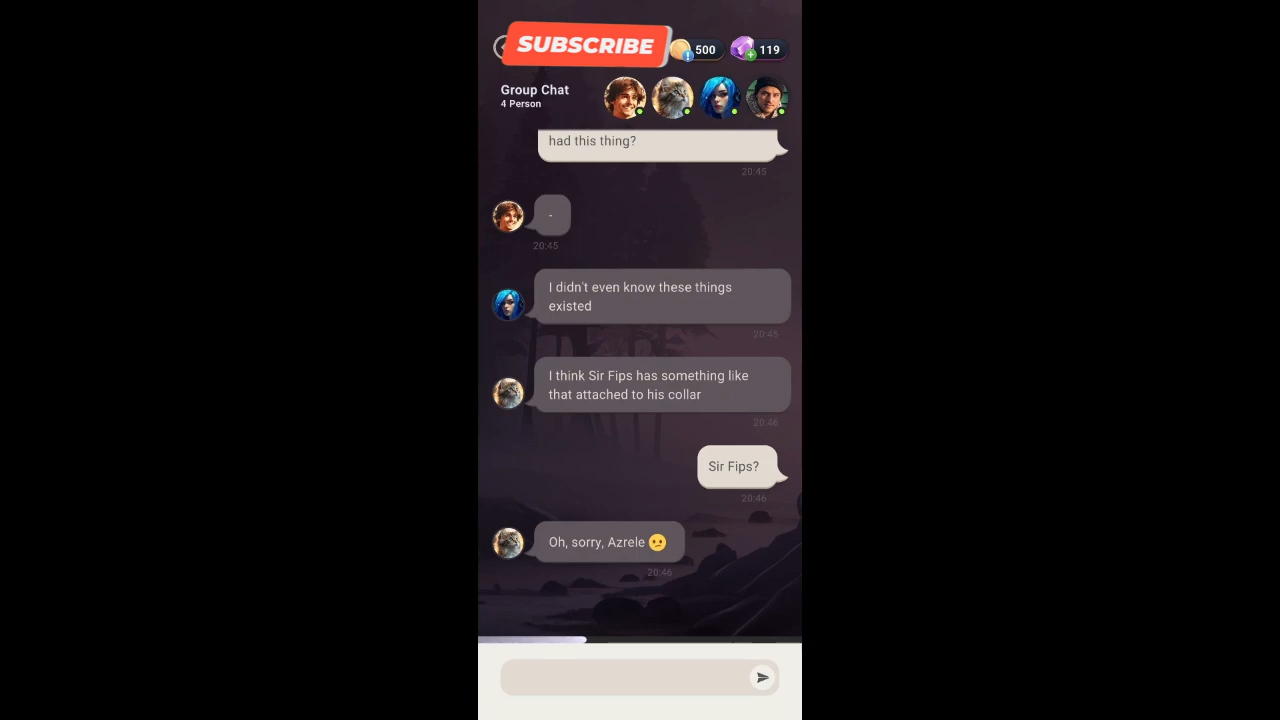 SUBSCRIBE
500
119
Group Chat
4 Person
had this thing?
20:45
-
20:45
I didn't even know these things
existed
20:45
I think Sir Fips has something like
that attached to his collar
20:46
Sir Fips?
20:46
Oh, sorry, Azrele 😕
20:46